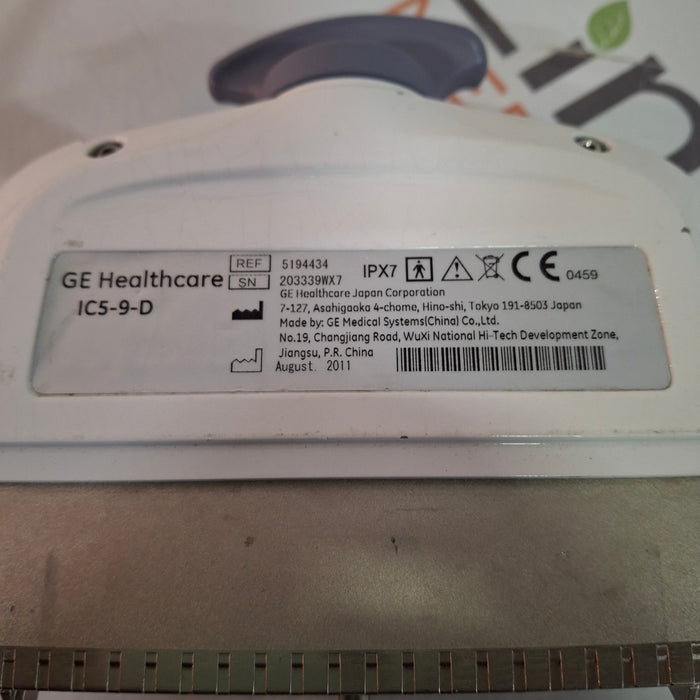 GE Healthcare
IC5-9-D
REF 5194434
SN 203339WX7
IPX7
CE 0459
GE Healthcare Japan Corporation
7-127, Asahigaoka 4-chome, Hino-shi, Tokyo 191-8503 Japan
Made by: GE Medical Systems(China) Co.,Ltd.
No.19, Changjiang Road, WuXi National Hi-Tech Development Zone,
Jiangsu, P.R. China
August. 2011